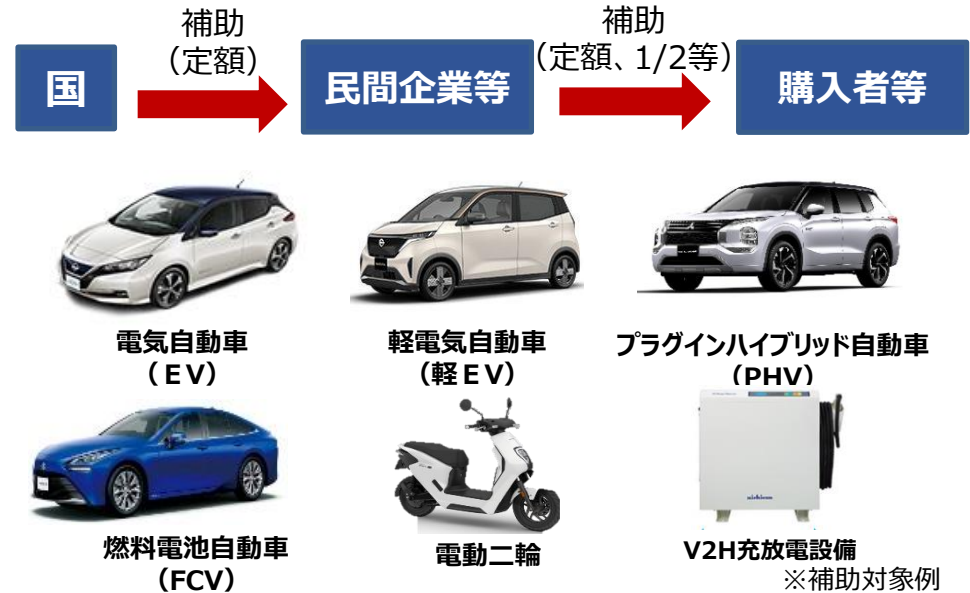 補助
（定額）
補助
（定額、1/2等）
国
民間企業等
購入者等
電気自動車
（ＥＶ）
軽電気自動車
（軽ＥＶ）
プラグインハイブリッド自動車
（PHV）
nichicon
燃料電池自動車
（FCV）
電動二輪
V2H充放電設備
※補助対象例